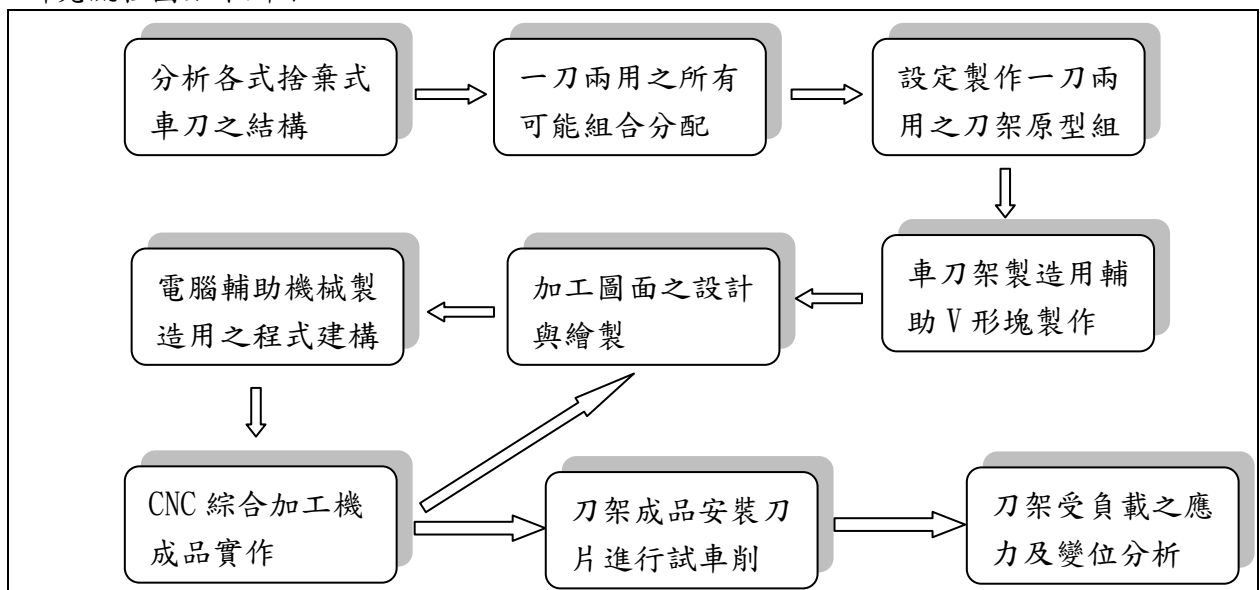 分析各式捨棄式
車刀之結構
一刀兩用之所有
可能組合分配
設定製作一刀兩
用之刀架原型組
車刀架製造用輔
助V形塊製作
加工圖面之設計
與繪製
電腦輔助機械製
造用之程式建構
CNC 綜合加工機
成品實作
刀架成品安裝刀
片進行試車削
刀架受負載之應
力及變位分析